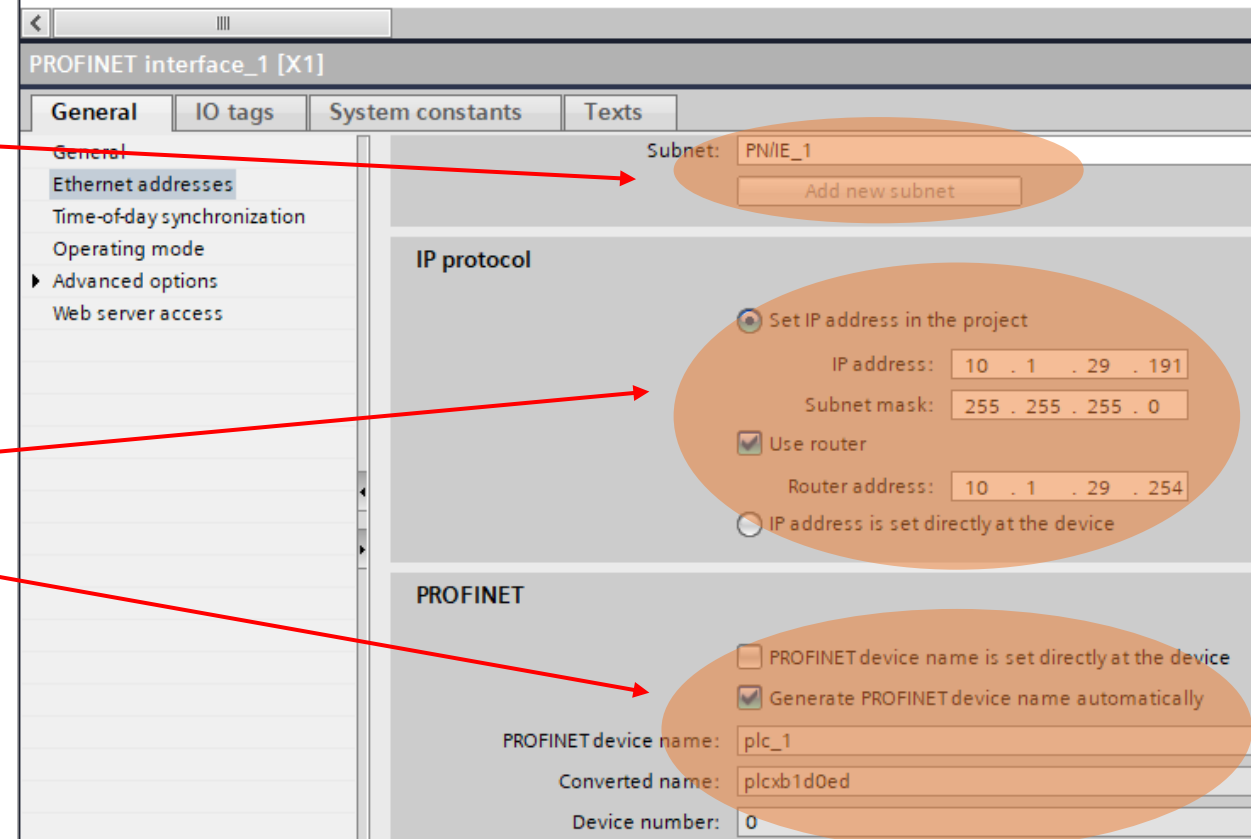 PROFINET interface_1 [X1]
General IO tags System constants Texts
General
Ethernet addresses
Time-of-day synchronization
Operating mode
Advanced options
Web server access
Subnet: PN/IE_1
Add new subnet
IP protocol
Set IP address in the project
IP address: 10 . 1 . 29 . 191
Subnet mask: 255 . 255 . 255 . 0
Use router
Router address: 10 . 1 . 29 . 254
IP address is set directly at the device
PROFINET
PROFINET device name is set directly at the device
Generate PROFINET device name automatically
PROFINET device name: plc_1
Converted name: plcxb1d0ed
Device number: 0